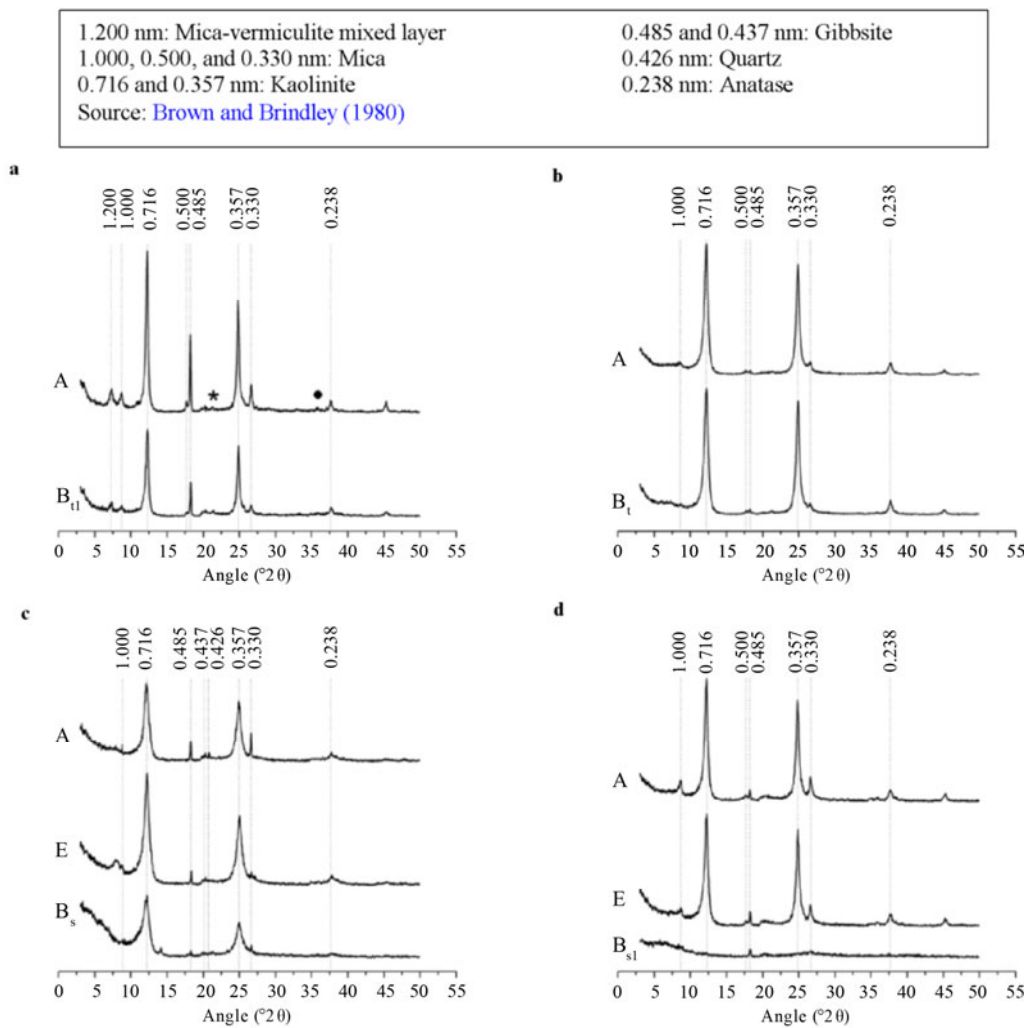 1.200 nm: Mica-vermiculite mixed layer
1.000, 0.500, and 0.330 nm: Mica
0.716 and 0.357 nm: Kaolinite
Source: Brown and Brindley (1980)
0.485 and 0.437 nm: Gibbsite
0.426 nm: Quartz
0.238 nm: Anatase
a
1.200 1.000 0.716 0.500 0.485 0.357 0.330 0.238
A
*
Bt1
0 5 10 15 20 25 30 35 40 45 50 55
Angle (°2 θ)
b
1.000 0.716 0.500 0.485 0.357 0.330 0.238
A
Bt
0 5 10 15 20 25 30 35 40 45 50 55
Angle (°2 θ)
c
1.000 0.716 0.485 0.437 0.426 0.357 0.330 0.238
A
E
Bs
0 5 10 15 20 25 30 35 40 45 50 55
Angle (°2 θ)
d
1.000 0.716 0.500 0.485 0.357 0.330 0.238
A
E
Bs1
0 5 10 15 20 25 30 35 40 45 50 55
Angle (°2 θ)